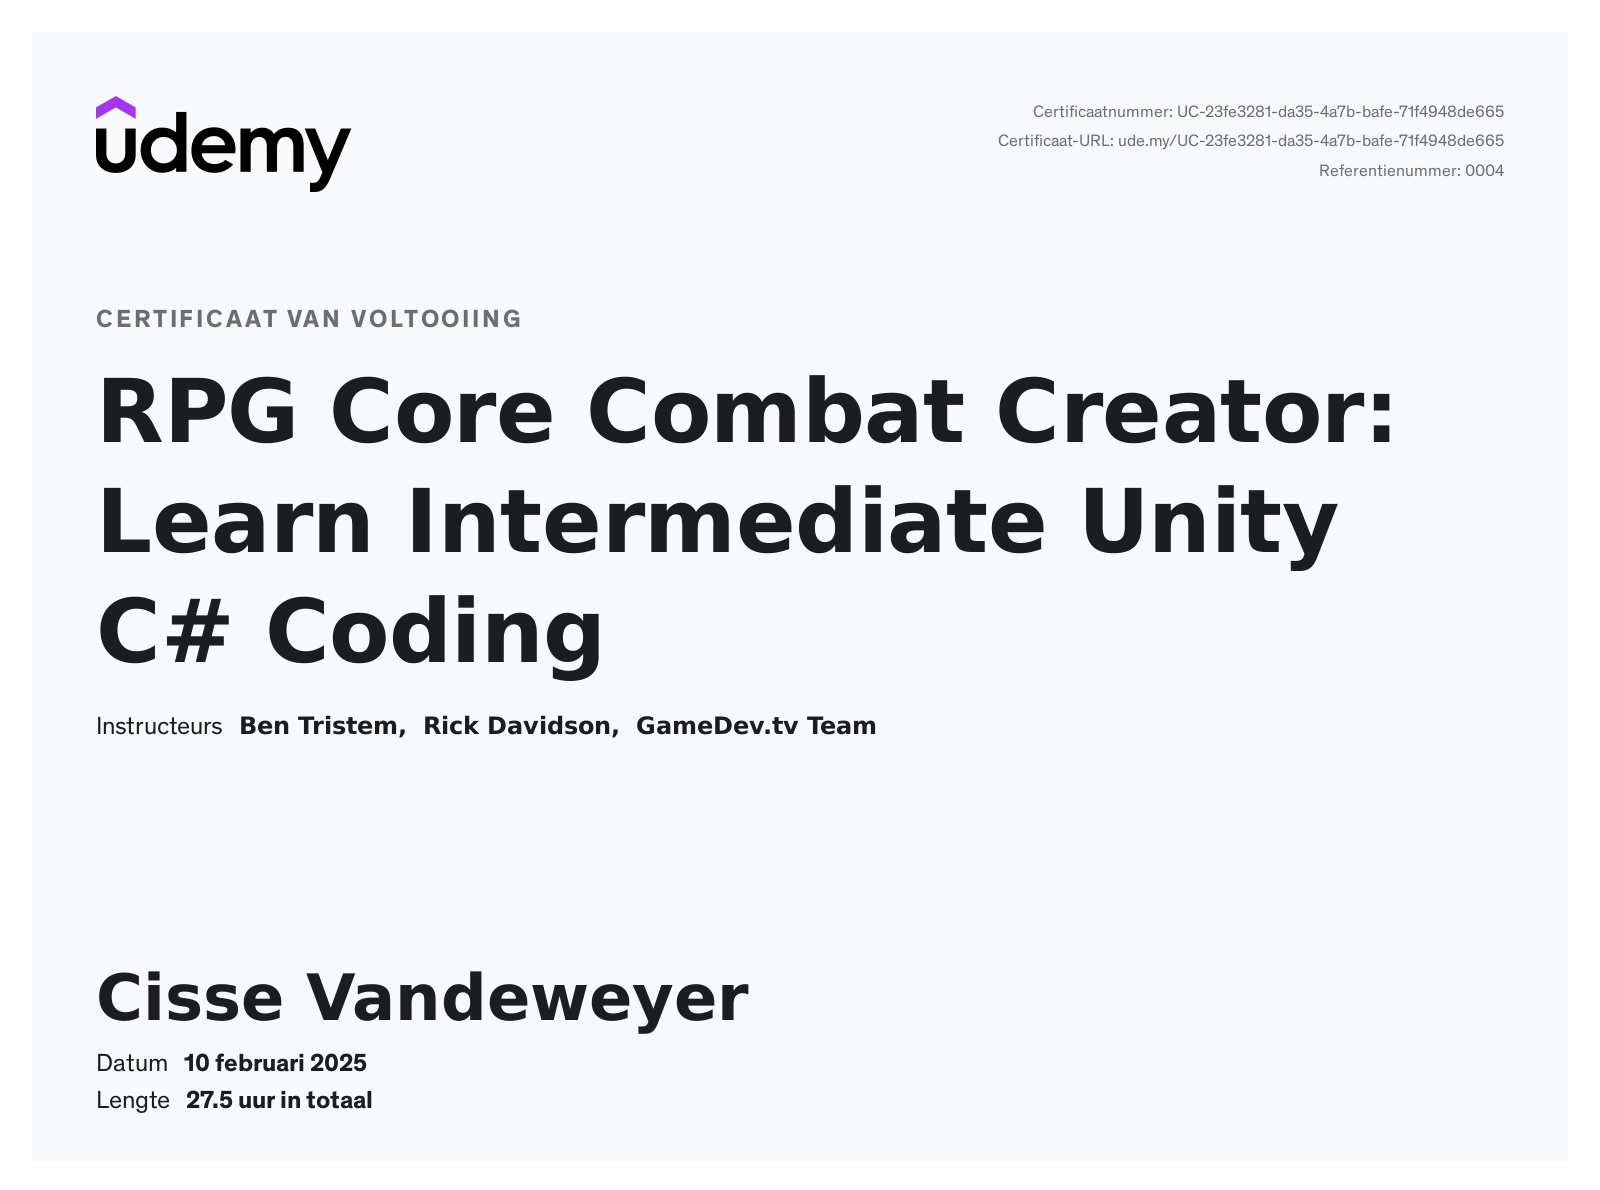 udemy
Certificaatnummer: UC-23fe3281-da35-4a7b-bafe-71f4948de665
Certificaat-URL: ude.my/UC-23fe3281-da35-4a7b-bafe-71f4948de665
Referentienummer: 0004
CERTIFICAAT VAN VOLTOOIING
RPG Core Combat Creator:
Learn Intermediate Unity
C# Coding
Instructeurs Ben Tristem, Rick Davidson, GameDev.tv Team
Cisse Vandeweyer
Datum 10 februari 2025
Lengte 27.5 uur in totaal